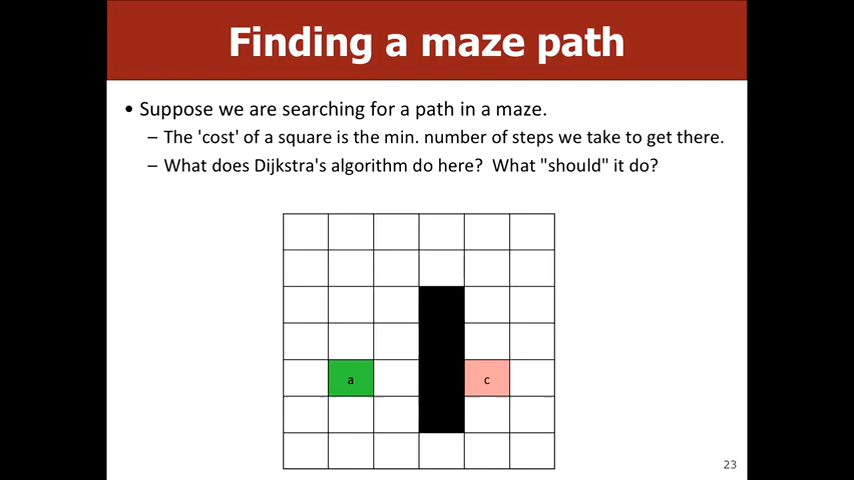 Finding a maze path
• Suppose we are searching for a path in a maze.
– The 'cost' of a square is the min. number of steps we take to get there.
– What does Dijkstra's algorithm do here? What "should" it do?
a
c
23